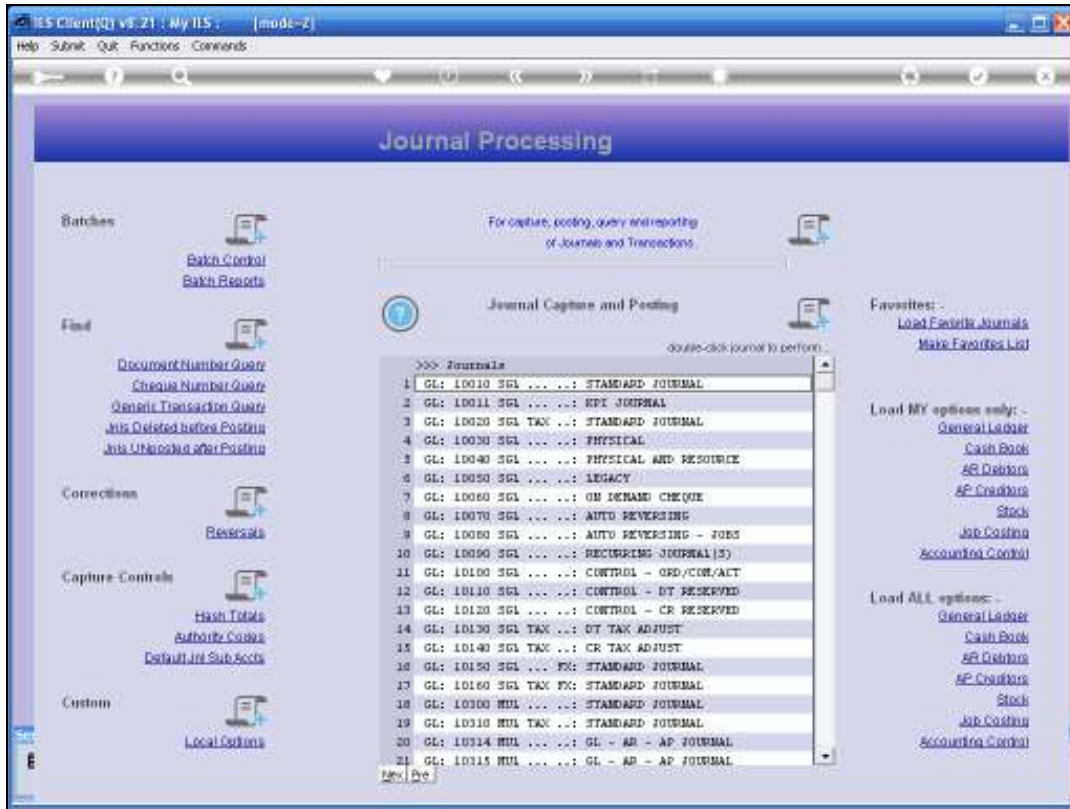 IES Client(Q) v8.21 : My IES : [mode=2]
Help Submit Quit Functions Commands
Journal Processing
Batches
Batch Control
Batch Reports
Find
Document Number Query
Cheque Number Query
Generic Transaction Query
Jnls Deleted before Posting
Jnls UNposted after Posting
Corrections
Reversals
Capture Controls
Hash Totals
Authority Codes
Default Jnl Sub Accts
Custom
Local Options
For capture, posting, query and reporting
of Journals and Transactions.
Journal Capture and Posting
double-click journal to perform ..
>>> Journals
1 GL: 10010 SGL ... ..: STANDARD JOURNAL
2 GL: 10011 SGL ... ..: KPI JOURNAL
3 GL: 10020 SGL TAX ..: STANDARD JOURNAL
4 GL: 10030 SGL ... ..: PHYSICAL
5 GL: 10040 SGL ... ..: PHYSICAL AND RESOURCE
6 GL: 10050 SGL ... ..: LEGACY
7 GL: 10060 SGL ... ..: ON DEMAND CHEQUE
8 GL: 10070 SGL ... ..: AUTO REVERSING
9 GL: 10080 SGL ... ..: AUTO REVERSING - JOBS
10 GL: 10090 SGL ... ..: RECURRING JOURNAL(S)
11 GL: 10100 SGL ... ..: CONTROL - ORD/COM/ACT
12 GL: 10110 SGL ... ..: CONTROL - DT RESERVED
13 GL: 10120 SGL ... ..: CONTROL - CR RESERVED
14 GL: 10130 SGL TAX ..: DT TAX ADJUST
15 GL: 10140 SGL TAX ..: CR TAX ADJUST
16 GL: 10150 SGL ... FX: STANDARD JOURNAL
17 GL: 10160 SGL TAX FX: STANDARD JOURNAL
18 GL: 10300 MUL ... ..: STANDARD JOURNAL
19 GL: 10310 MUL TAX ..: STANDARD JOURNAL
20 GL: 10314 MUL ... ..: GL - AR - AP JOURNAL
21 GL: 10315 MUL ... ..: GL - AR - AP JOURNAL
Nex Pre
Favorites: -
Load Favorite Journals
Make Favorites List
Load MY options only: -
General Ledger
Cash Book
AR Debtors
AP Creditors
Stock
Job Costing
Accounting Control
Load ALL options: -
General Ledger
Cash Book
AR Debtors
AP Creditors
Stock
Job Costing
Accounting Control